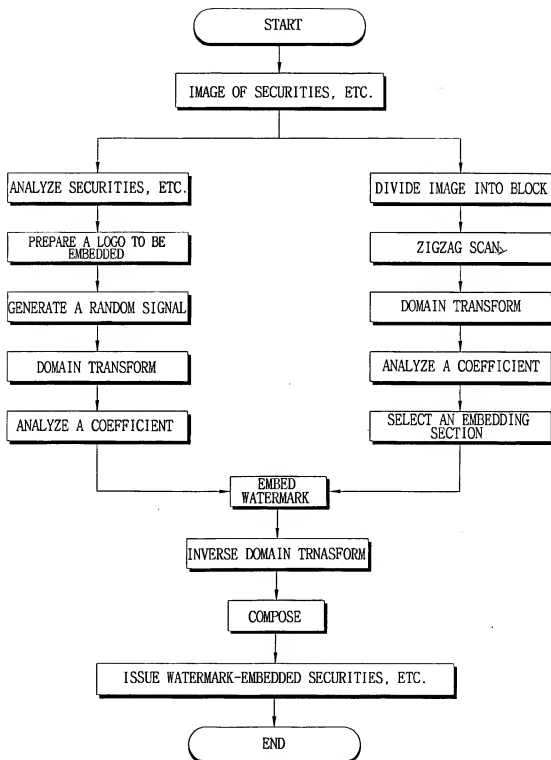 START
IMAGE OF SECURITIES, ETC.
ANALYZE SECURITIES, ETC.
PREPARE A LOGO TO BE
EMBEDDED
GENERATE A RANDOM SIGNAL
DOMAIN TRANSFORM
ANALYZE A COEFFICIENT
DIVIDE IMAGE INTO BLOCK
ZIGZAG SCAN
DOMAIN TRANSFORM
ANALYZE A COEFFICIENT
SELECT AN EMBEDDING
SECTION
EMBED
WATERMARK
INVERSE DOMAIN TRNASFORM
COMPOSE
ISSUE WATERMARK-EMBEDDED SECURITIES, ETC.
END